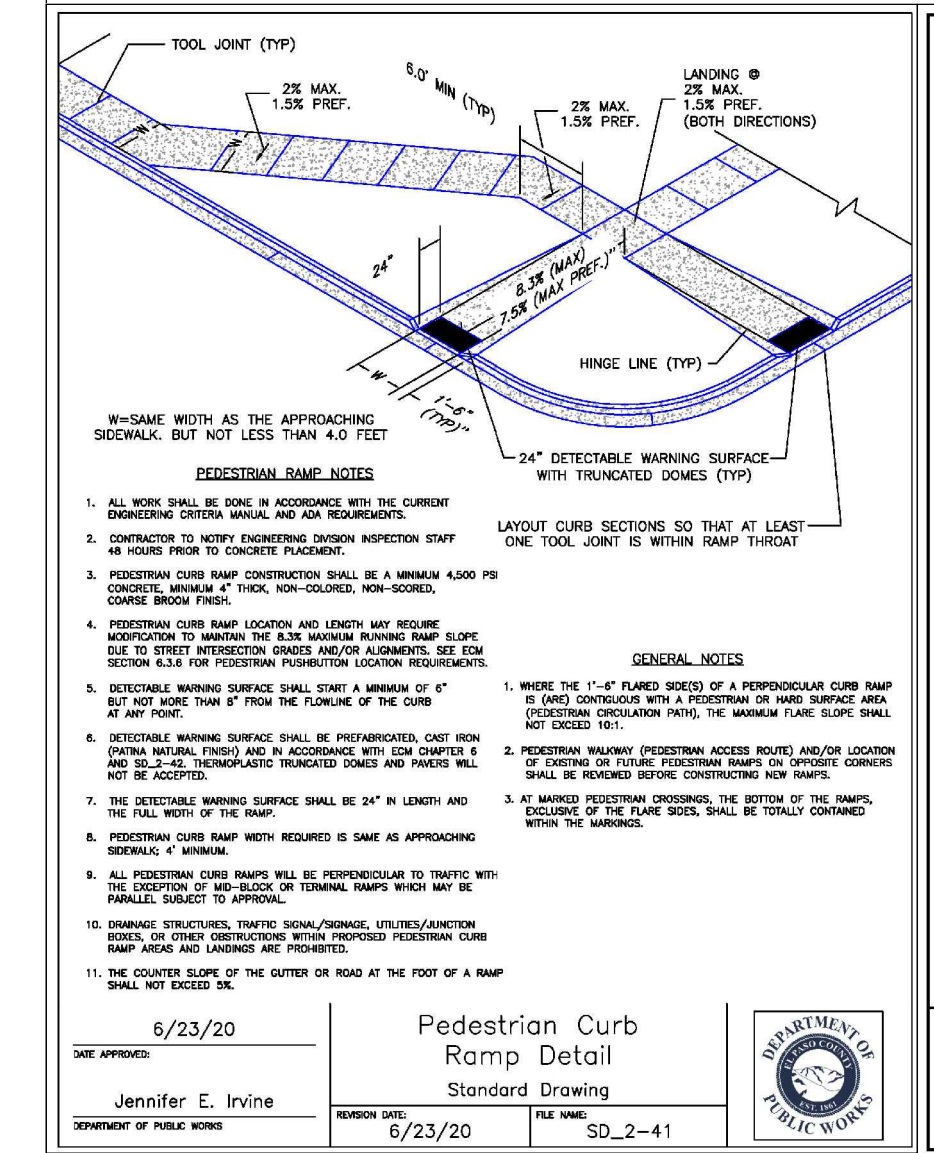 TOOL JOINT (TYP)
2% MAX.
1.5% PREF.
6.0' MIN (TYP)
2% MAX.
1.5% PREF.
LANDING @
2% MAX.
1.5% PREF.
(BOTH DIRECTIONS)
W
W
24"
8.3% (MAX)
7.5% (MAX PREF.)"
HINGE LINE (TYP)
W
1'-6"
(TYP)"
W=SAME WIDTH AS THE APPROACHING
SIDEWALK. BUT NOT LESS THAN 4.0 FEET
24" DETECTABLE WARNING SURFACE
WITH TRUNCATED DOMES (TYP)
LAYOUT CURB SECTIONS SO THAT AT LEAST
ONE TOOL JOINT IS WITHIN RAMP THROAT
PEDESTRIAN RAMP NOTES
1. ALL WORK SHALL BE DONE IN ACCORDANCE WITH THE CURRENT
ENGINEERING CRITERIA MANUAL AND ADA REQUIREMENTS.
2. CONTRACTOR TO NOTIFY ENGINEERING DIVISION INSPECTION STAFF
48 HOURS PRIOR TO CONCRETE PLACEMENT.
3. PEDESTRIAN CURB RAMP CONSTRUCTION SHALL BE A MINIMUM 4,500 PSI
CONCRETE, MINIMUM 4" THICK, NON-COLORED, NON-SCORED,
COARSE BROOM FINISH.
4. PEDESTRIAN CURB RAMP LOCATION AND LENGTH MAY REQUIRE
MODIFICATION TO MAINTAIN THE 8.3% MAXIMUM RUNNING RAMP SLOPE
DUE TO STREET INTERSECTION GRADES AND/OR ALIGNMENTS. SEE ECM
SECTION 6.3.6 FOR PEDESTRIAN PUSHBUTTON LOCATION REQUIREMENTS.
5. DETECTABLE WARNING SURFACE SHALL START A MINIMUM OF 6"
BUT NOT MORE THAN 8" FROM THE FLOWLINE OF THE CURB
AT ANY POINT.
6. DETECTABLE WARNING SURFACE SHALL BE PREFABRICATED, CAST IRON
(PATINA NATURAL FINISH) AND IN ACCORDANCE WITH ECM CHAPTER 6
AND SD_2-42. THERMOPLASTIC TRUNCATED DOMES AND PAVERS WILL
NOT BE ACCEPTED.
7. THE DETECTABLE WARNING SURFACE SHALL BE 24" IN LENGTH AND
THE FULL WIDTH OF THE RAMP.
8. PEDESTRIAN CURB RAMP WIDTH REQUIRED IS SAME AS APPROACHING
SIDEWALK; 4' MINIMUM.
9. ALL PEDESTRIAN CURB RAMPS WILL BE PERPENDICULAR TO TRAFFIC WITH
THE EXCEPTION OF MID-BLOCK OR TERMINAL RAMPS WHICH MAY BE
PARALLEL SUBJECT TO APPROVAL.
10. DRAINAGE STRUCTURES, TRAFFIC SIGNAL/SIGNAGE, UTILITIES/JUNCTION
BOXES, OR OTHER OBSTRUCTIONS WITHIN PROPOSED PEDESTRIAN CURB
RAMP AREAS AND LANDINGS ARE PROHIBITED.
11. THE COUNTER SLOPE OF THE GUTTER OR ROAD AT THE FOOT OF A RAMP
SHALL NOT EXCEED 5%.
GENERAL NOTES
1. WHERE THE 1'-6" FLARED SIDE(S) OF A PERPENDICULAR CURB RAMP
IS (ARE) CONTIGUOUS WITH A PEDESTRIAN OR HARD SURFACE AREA
(PEDESTRIAN CIRCULATION PATH), THE MAXIMUM FLARE SLOPE SHALL
NOT EXCEED 10:1.
2. PEDESTRIAN WALKWAY (PEDESTRIAN ACCESS ROUTE) AND/OR LOCATION
OF EXISTING OR FUTURE PEDESTRIAN RAMPS ON OPPOSITE CORNERS
SHALL BE REVIEWED BEFORE CONSTRUCTING NEW RAMPS.
3. AT MARKED PEDESTRIAN CROSSINGS, THE BOTTOM OF THE RAMPS,
EXCLUSIVE OF THE FLARE SIDES, SHALL BE TOTALLY CONTAINED
WITHIN THE MARKINGS.
6/23/20
DATE APPROVED:
Jennifer E. Irvine
DEPARTMENT OF PUBLIC WORKS
Pedestrian Curb
Ramp Detail
Standard Drawing
REVISION DATE:
6/23/20
FILE NAME:
SD_2-41
DEPARTMENT OF
EL PASO COUNTY
EST. 1861
PUBLIC WORKS